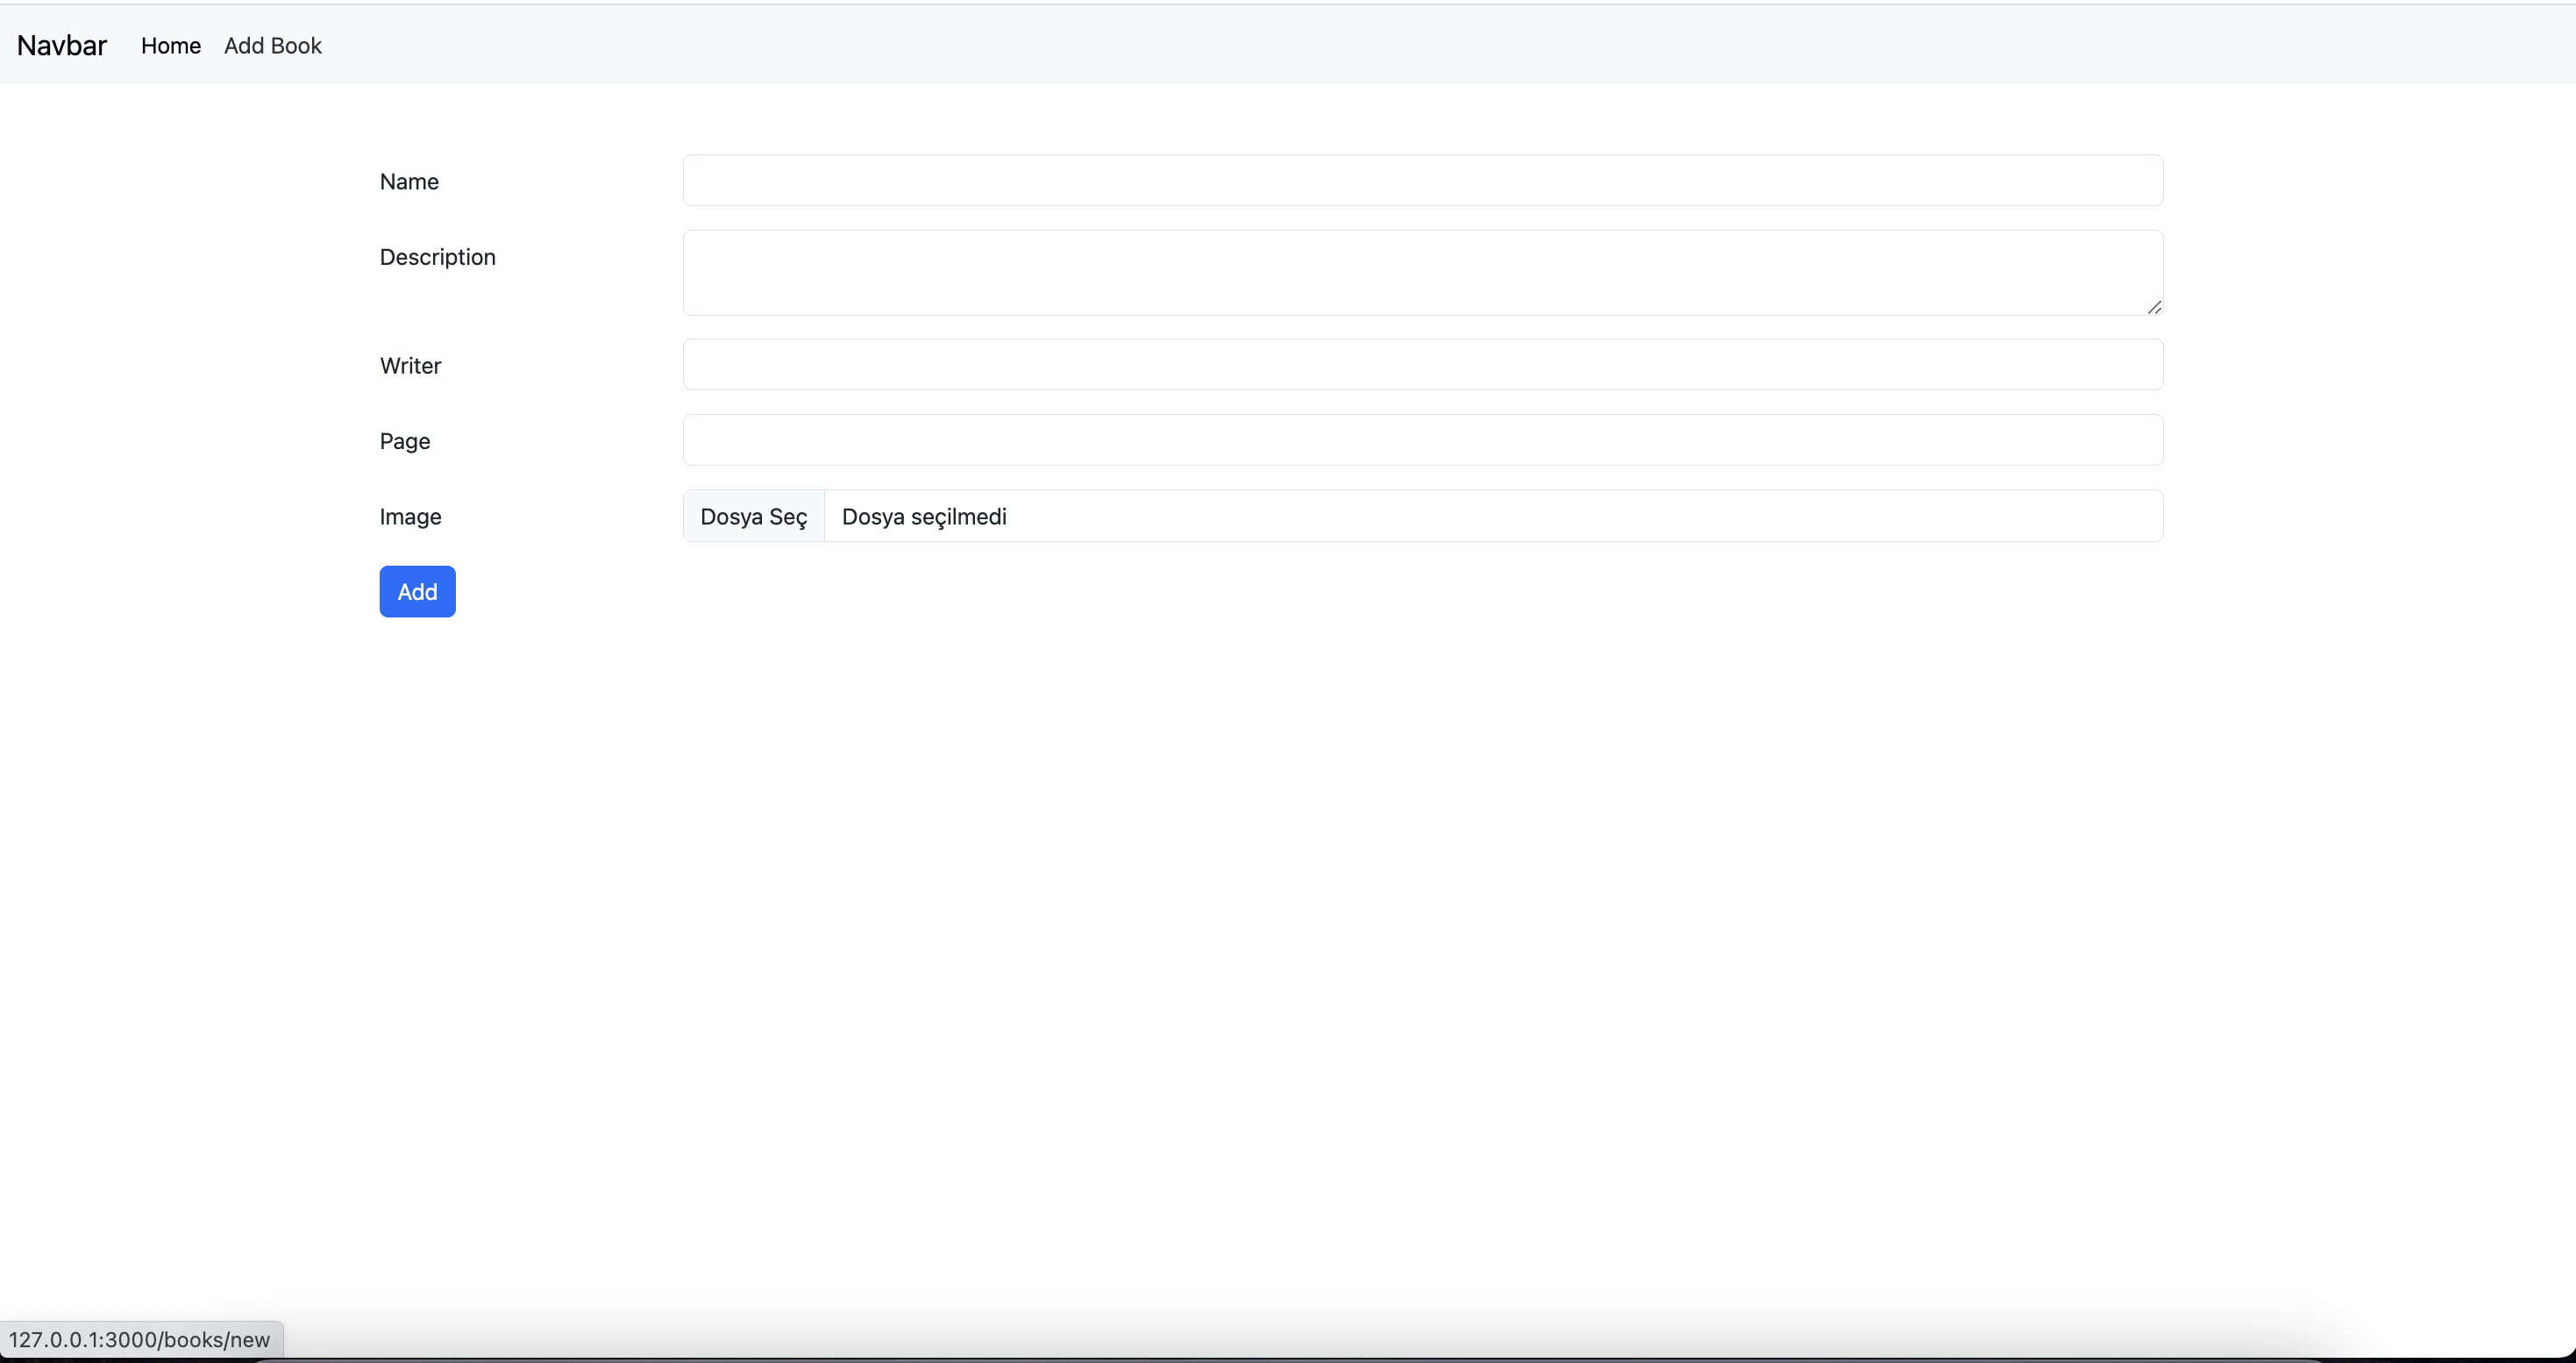 Navbar Home Add Book
Name
Description
Writer
Page
Image Dosya Seç Dosya seçilmedi
Add
127.0.0.1:3000/books/new